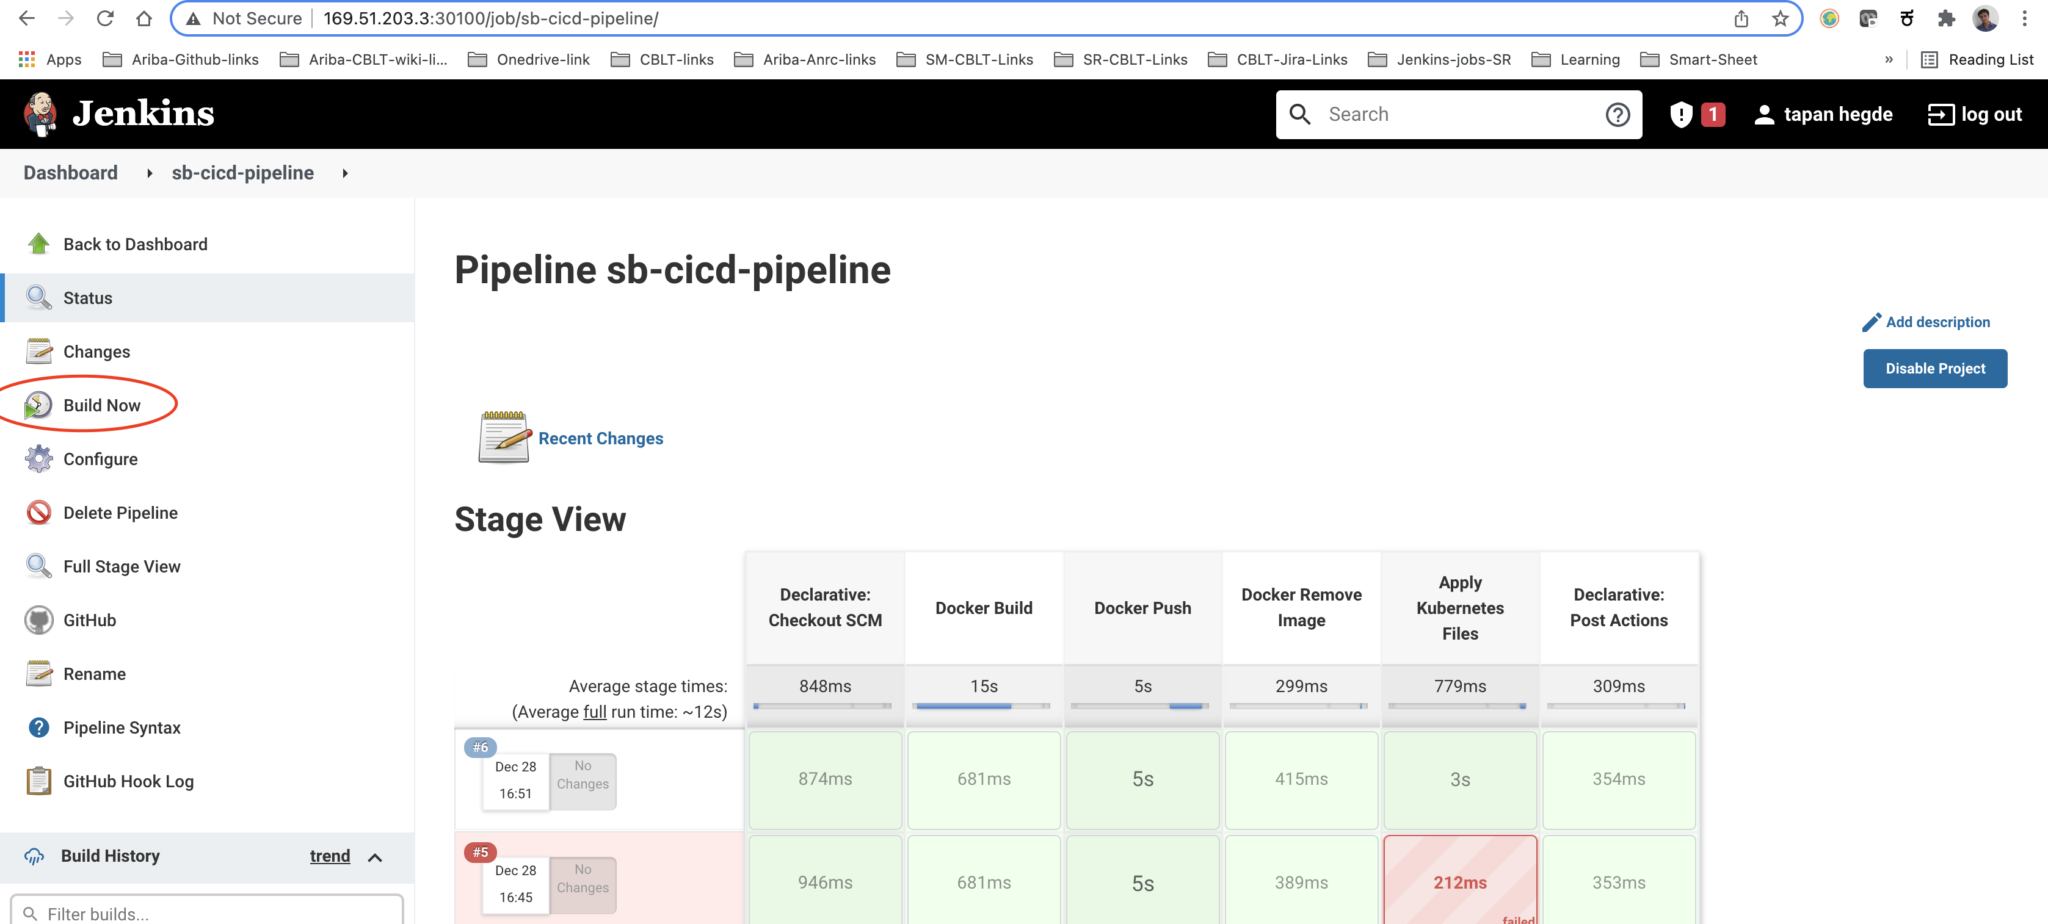 Not Secure 169.51.203.3:30100/job/sb-cicd-pipeline/
Apps Ariba-Github-links Ariba-CBLT-wiki-li... Onedrive-link CBLT-links Ariba-Anrc-links SM-CBLT-Links SR-CBLT-Links CBLT-Jira-Links Jenkins-jobs-SR Learning Smart-Sheet » Reading List
Jenkins
Search
1
tapan hegde
log out
Dashboard
sb-cicd-pipeline
Back to Dashboard
Status
Changes
Build Now
Configure
Delete Pipeline
Full Stage View
GitHub
Rename
Pipeline Syntax
GitHub Hook Log
Build History trend
Filter builds...
Pipeline sb-cicd-pipeline
Add description
Disable Project
Recent Changes
Stage View
Declarative:
Checkout SCM
Docker Build
Docker Push
Docker Remove
Image
Apply
Kubernetes
Files
Declarative:
Post Actions
Average stage times:
(Average full run time: ~12s)
848ms 15s 5s 299ms 779ms 309ms
#6
Dec 28
16:51
No
Changes
874ms 681ms 5s 415ms 3s 354ms
#5
Dec 28
16:45
No
Changes
946ms 681ms 5s 389ms 212ms 353ms
failed